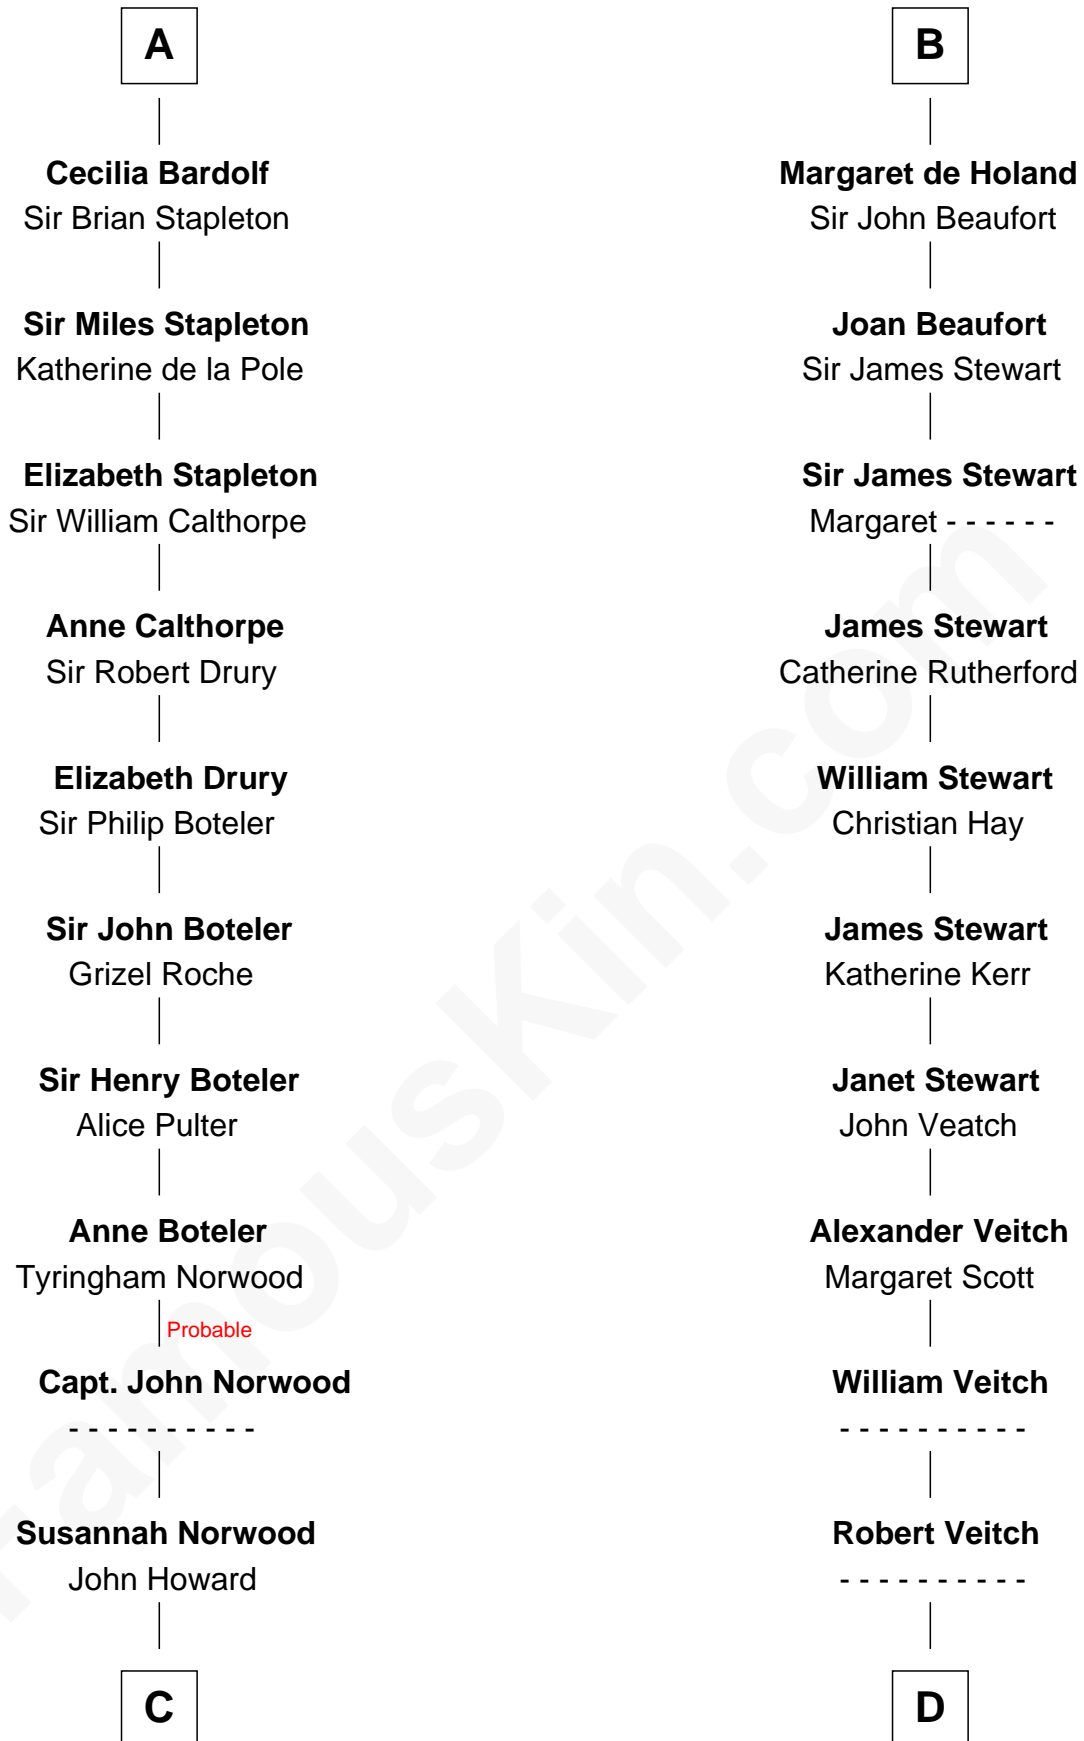 A
Cecilia Bardolf
Sir Brian Stapleton
Sir Miles Stapleton
Katherine de la Pole
Elizabeth Stapleton
Sir William Calthorpe
Anne Calthorpe
Sir Robert Drury
Elizabeth Drury
Sir Philip Boteler
Sir John Boteler
Grizel Roche
Sir Henry Boteler
Alice Pulter
Anne Boteler
Tyringham Norwood
Probable
Capt. John Norwood
- - - - - - - - - -
Susannah Norwood
John Howard
C
B
Margaret de Holand
Sir John Beaufort
Joan Beaufort
Sir James Stewart
Sir James Stewart
Margaret - - - - - -
James Stewart
Catherine Rutherford
William Stewart
Christian Hay
James Stewart
Katherine Kerr
Janet Stewart
John Veatch
Alexander Veitch
Margaret Scott
William Veitch
- - - - - - - - - -
Robert Veitch
- - - - - - - - - -
D
FamousKin.com